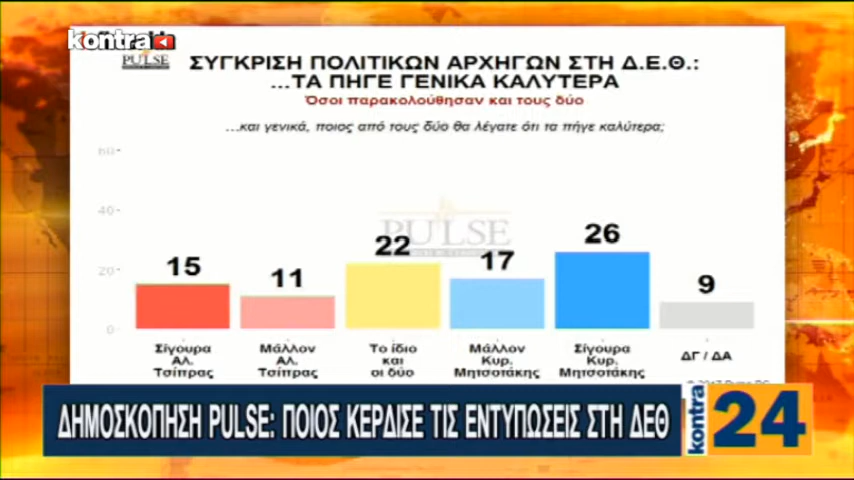 kontra
PULSE
ΣΥΓΚΡΙΣΗ ΠΟΛΙΤΙΚΩΝ ΑΡΧΗΓΩΝ ΣΤΗ Δ.Ε.Θ.:
...ΤΑ ΠΗΓΕ ΓΕΝΙΚΑ ΚΑΛΥΤΕΡΑ
Όσοι παρακολούθησαν και τους δύο
...και γενικά, ποιος από τους δύο θα λέγατε ότι τα πήγε καλύτερα;
60
40
20
0
PULSE
15
11
22
17
26
9
Σίγουρα
Αλ.
Τσίπρας
Μάλλον
Αλ.
Τσίπρας
Το ίδιο
και
οι δύο
Μάλλον
Κυρ.
Μητσοτάκης
Σίγουρα
Κυρ.
Μητσοτάκης
ΔΓ / ΔΑ
ΔΗΜΟΣΚΟΠΗΣΗ PULSE: ΠΟΙΟΣ ΚΕΡΔΙΣΕ ΤΙΣ ΕΝΤΥΠΩΣΕΙΣ ΣΤΗ ΔΕΘ
kontra
24